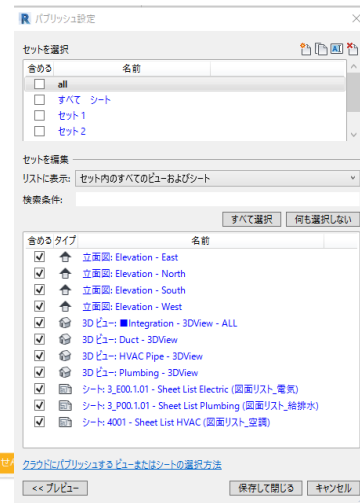 R パブリッシュ設定
セットを選択
含める 名前
all
すべて シート
セット 1
セット 2
セットを編集
リストに表示: セット内のすべてのビューおよびシート
検索条件:
すべて選択 何も選択しない
含める タイプ 名前
立面図: Elevation - East
立面図: Elevation - North
立面図: Elevation - South
立面図: Elevation - West
3D ビュー: ■Integration - 3DView - ALL
3D ビュー: Duct - 3DView
3D ビュー: HVAC Pipe - 3DView
3D ビュー: Plumbing - 3DView
シート: 3_E00.1.01 - Sheet List Electric (図面リスト_電気)
シート: 3_P00.1.01 - Sheet List Plumbing (図面リスト_給排水)
シート: 4001 - Sheet List HVAC (図面リスト_空調)
せん
クラウドにパブリッシュする ビューまたはシートの選択方法
<< プレビュー 保存して閉じる キャンセル